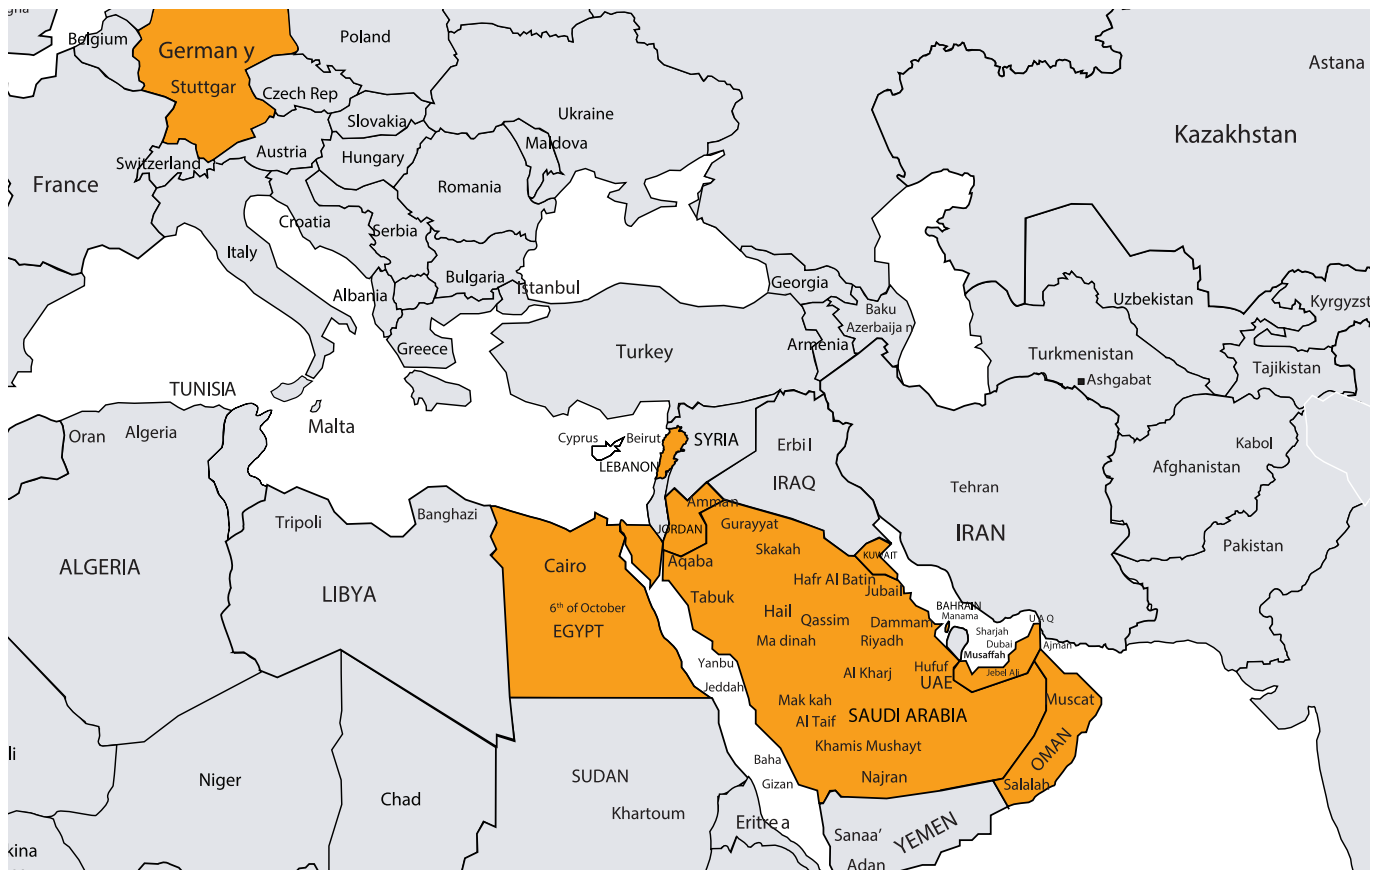 Belgium
German y
Stuttgar
Poland
Czech Rep
Slovakia
Ukraine
Astana
Kazakhstan
Maldova
Austria
Hungary
Switzerland
France
Romania
Croatia
Serbia
Italy
Bulgaria
Istanbul
Albania
Georgia
Baku
Azerbaija n
Uzbekistan
Kyrgyzst
Greece
Turkey
Armenia
Turkmenistan
Ashgabat
Tajikistan
TUNISIA
Malta
Oran
Algeria
Cyprus
Beirut
LEBANON
SYRIA
Erbil
IRAQ
Kabol
Afghanistan
Tehran
IRAN
Pakistan
Tripoli
Banghazi
Amman
JORDAN
Gurayyat
Skakah
KUWAIT
ALGERIA
LIBYA
Cairo
6th of October
EGYPT
Aqaba
Tabuk
Hafr Al Batin
Jubail
Hail
Qassim
Dammam
Ma dinah
Riyadh
BAHRAIN
Manama
Sharjah
Dubai
Musaffah
U A Q
Ajman
Yanbu
Jeddah
Al Kharj
Hufuf
UAE
Jebel Ali
Mak kah
Al Taif
SAUDI ARABIA
Muscat
OMAN
Khamis Mushayt
Najran
Salalah
Baha
Gizan
li
Niger
Chad
SUDAN
Khartoum
Eritre a
Sanaa’
YEMEN
Adan
kina